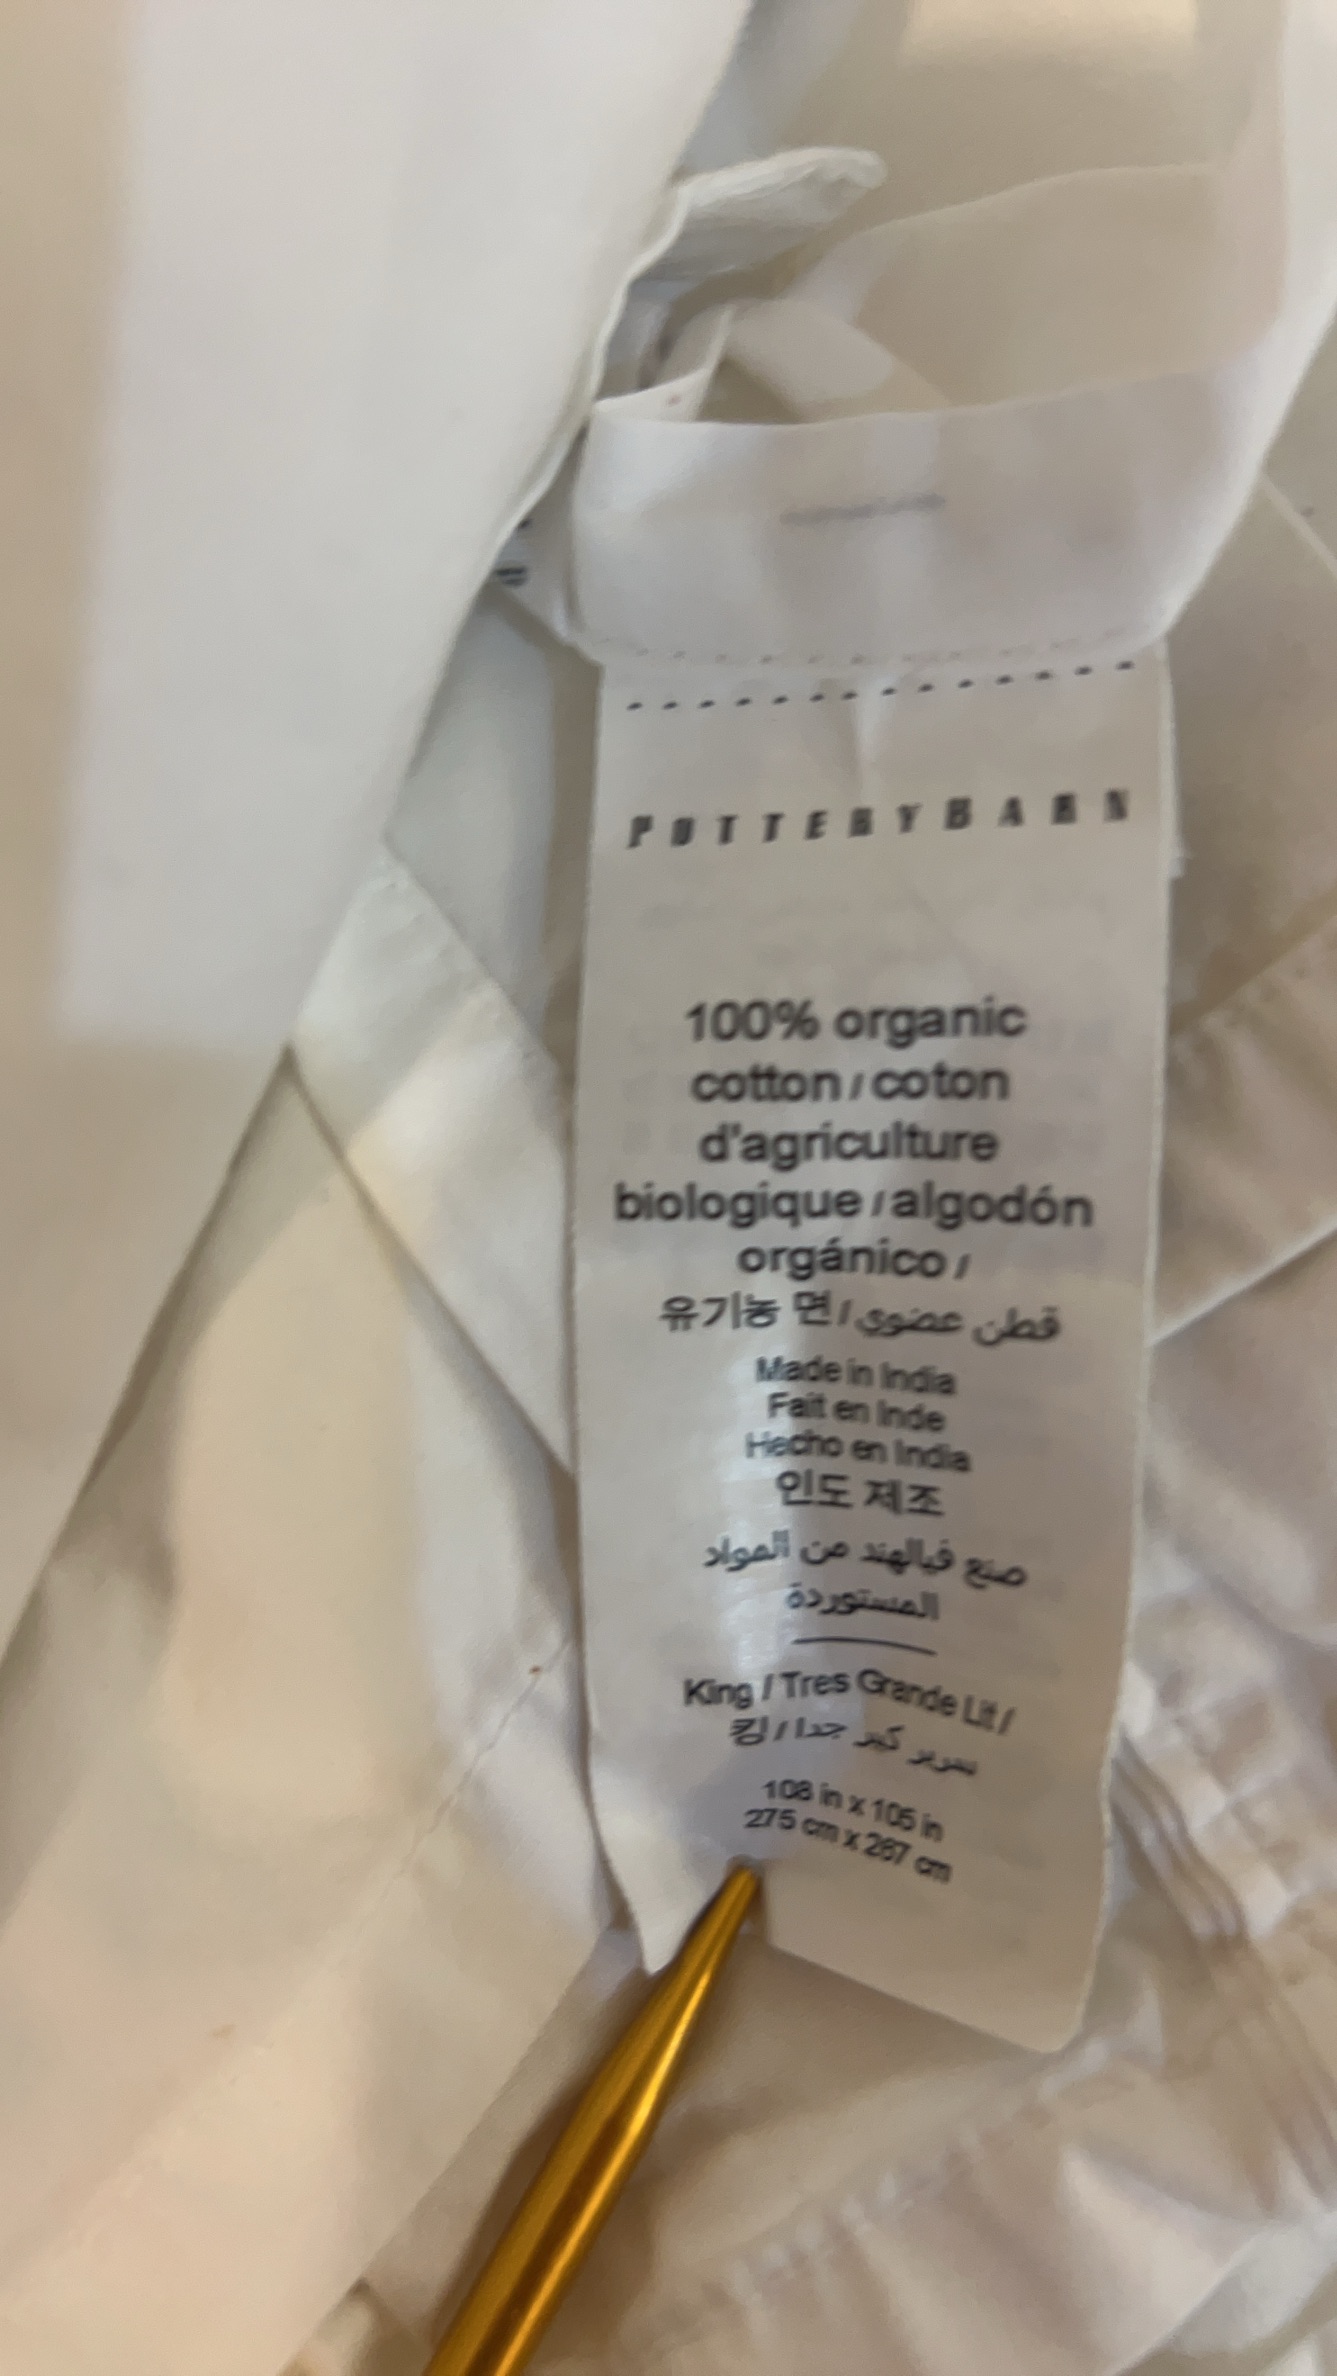 POTTERYBARN
100% organic
cotton / coton
d'agriculture
biologique / algodón
orgánico /
유기농 면 / قطن عضوي
Made in India
Fait en Inde
Hecho en India
인도 제조
صنع فيالهند من المواد
المستوردة
King / Tres Grande Lit /
킹 / سرير كبير جدا
108 in x 105 in
275 cm x 267 cm